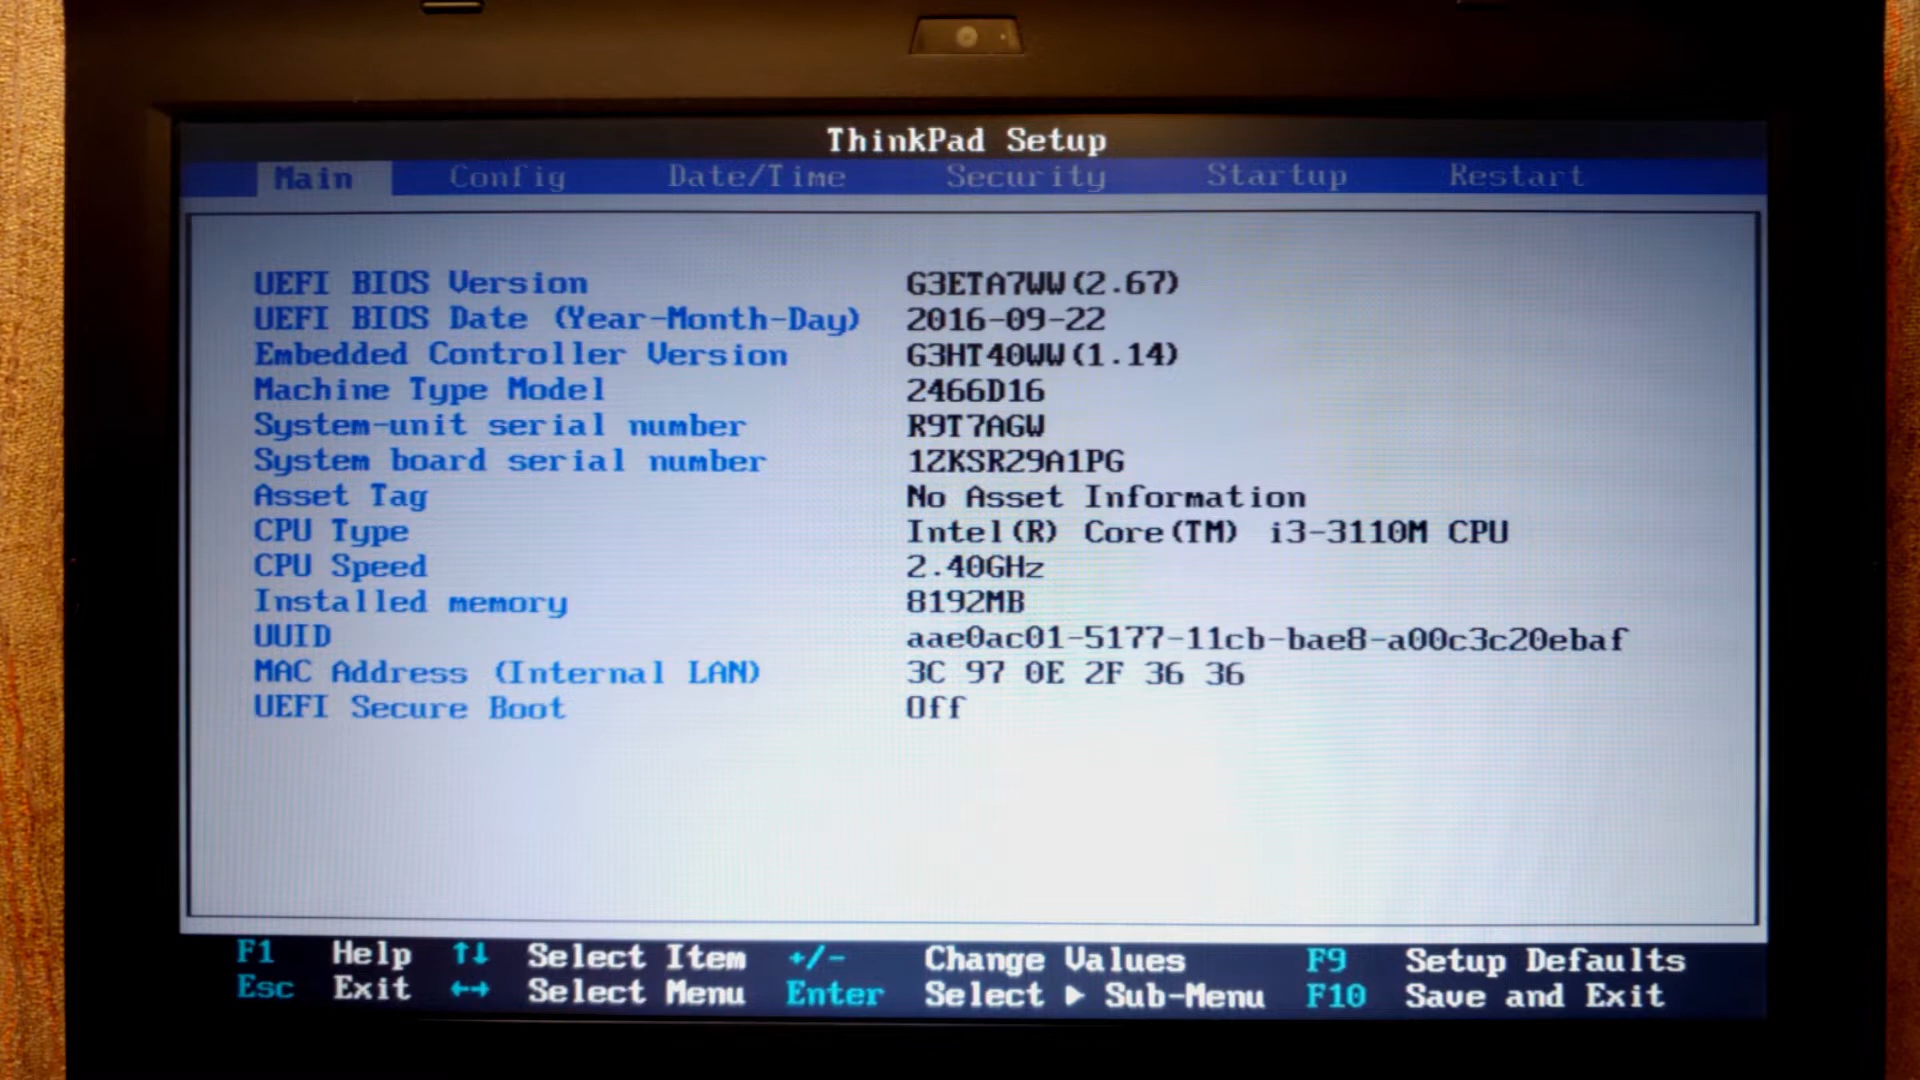 ThinkPad Setup
Main Config Date/Time Security Startup Restart
UEFI BIOS Version G3ETA7WW(2.67)
UEFI BIOS Date (Year-Month-Day) 2016-09-22
Embedded Controller Version G3HT40WW(1.14)
Machine Type Model 2466D16
System-unit serial number R9T7AGW
System board serial number 1ZKSR29A1PG
Asset Tag No Asset Information
CPU Type Intel(R) Core(TM) i3-3110M CPU
CPU Speed 2.40GHz
Installed memory 8192MB
UUID aae0ac01-5177-11cb-bae8-a00c3c20ebaf
MAC Address (Internal LAN) 3C 97 0E 2F 36 36
UEFI Secure Boot Off
F1 Help ↑↓ Select Item +/- Change Values F9 Setup Defaults
Esc Exit ←→ Select Menu Enter Select ▶ Sub-Menu F10 Save and Exit